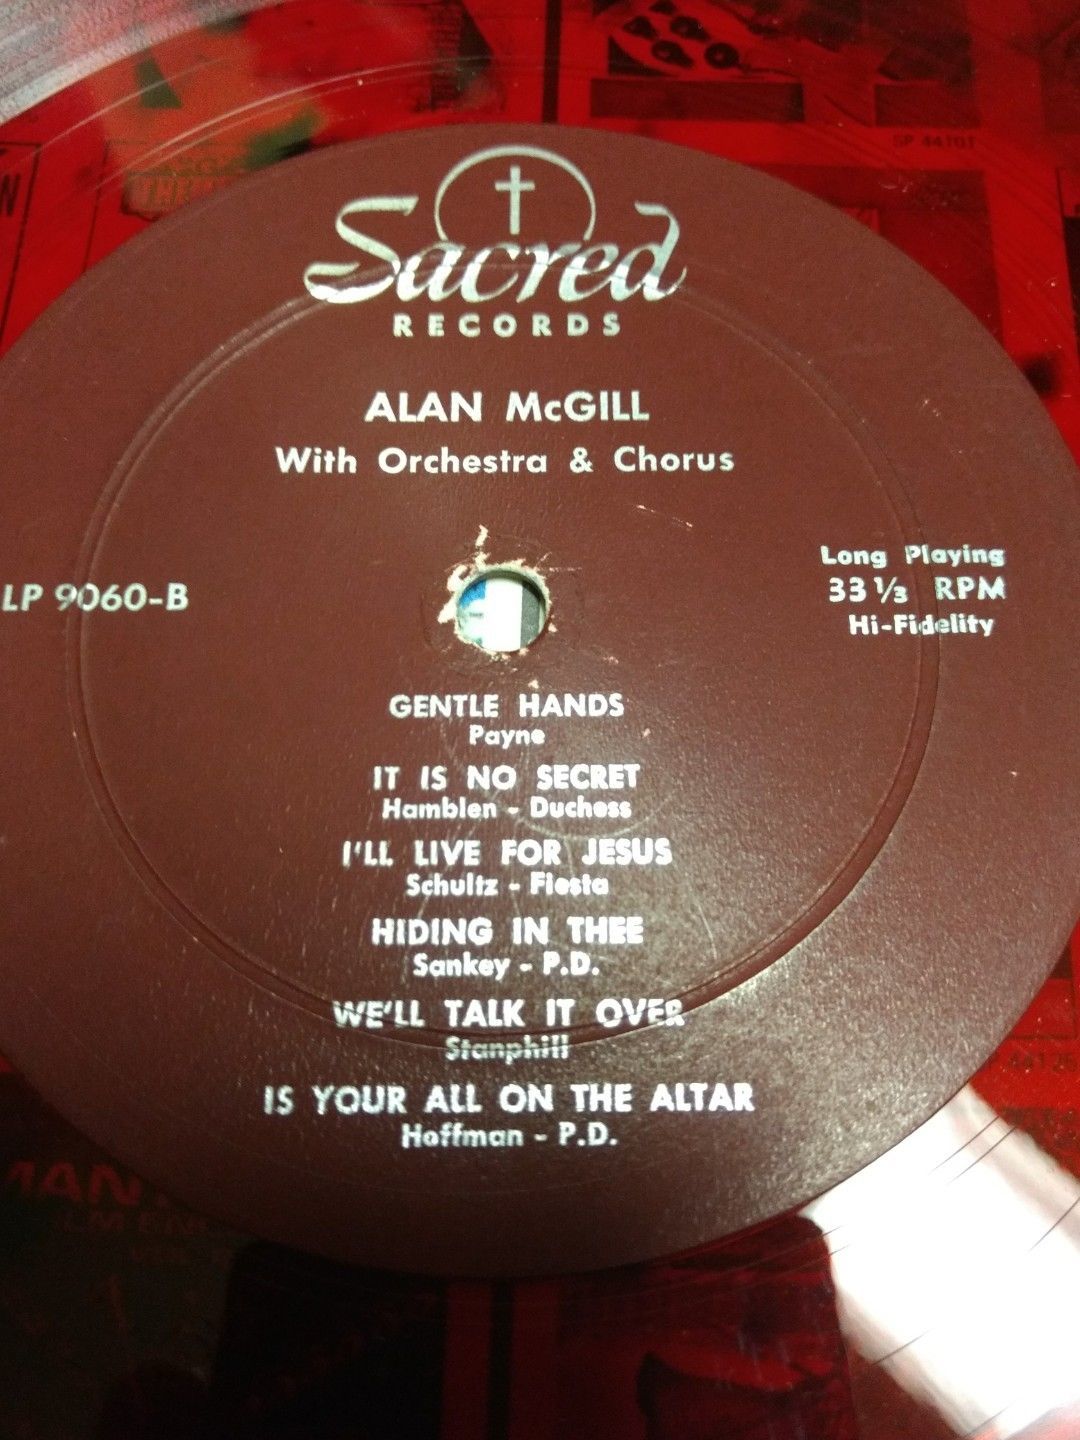 SP 44101
Sacred
RECORDS
ALAN McGILL
With Orchestra & Chorus
LP 9060-B
Long Playing
33 ⅓ RPM
Hi-Fidelity
GENTLE HANDS
Payne
IT IS NO SECRET
Hamblen - Duchess
I'LL LIVE FOR JESUS
Schultz - Fiesta
HIDING IN THEE
Sankey - P.D.
WE'LL TALK IT OVER
Stanphill
IS YOUR ALL ON THE ALTAR
Hoffman - P.D.